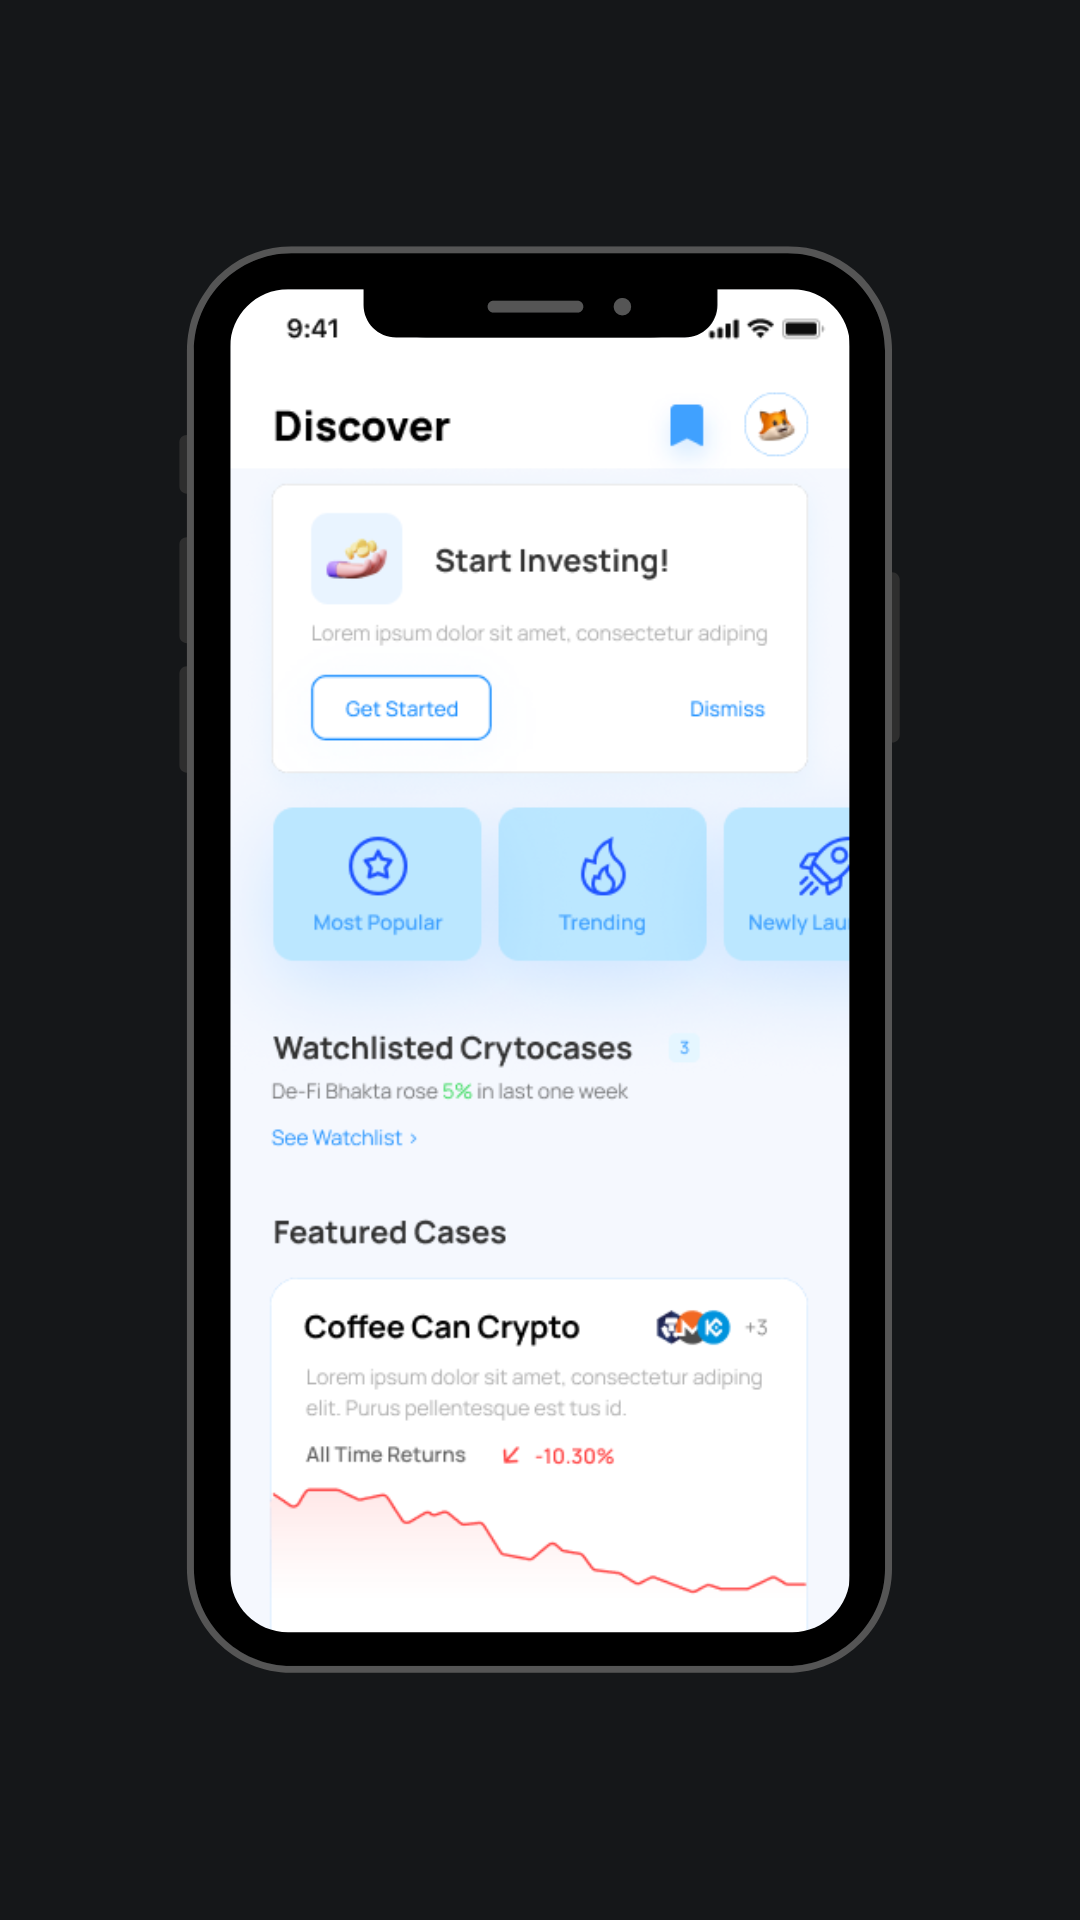 9:41
Discover
Start Investing!
Lorem ipsum dolor sit amet, consectetur adiping
Get Started
Dismiss
Most Popular
Trending
Newly Lau
Watchlisted Crytocases
3
De-Fi Bhakta rose 5% in last one week
See Watchlist >
Featured Cases
Coffee Can Crypto
+3
Lorem ipsum dolor sit amet, consectetur adiping
elit. Purus pellentesque est tus id.
All Time Returns
-10.30%